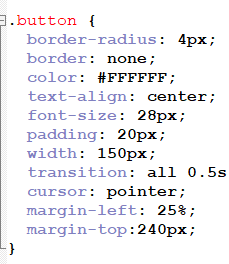 .button {
border-radius: 4px;
border: none;
color: #FFFFFF;
text-align: center;
font-size: 28px;
padding: 20px;
width: 150px;
transition: all 0.5s
cursor: pointer;
margin-left: 25%;
margin-top:240px;
}